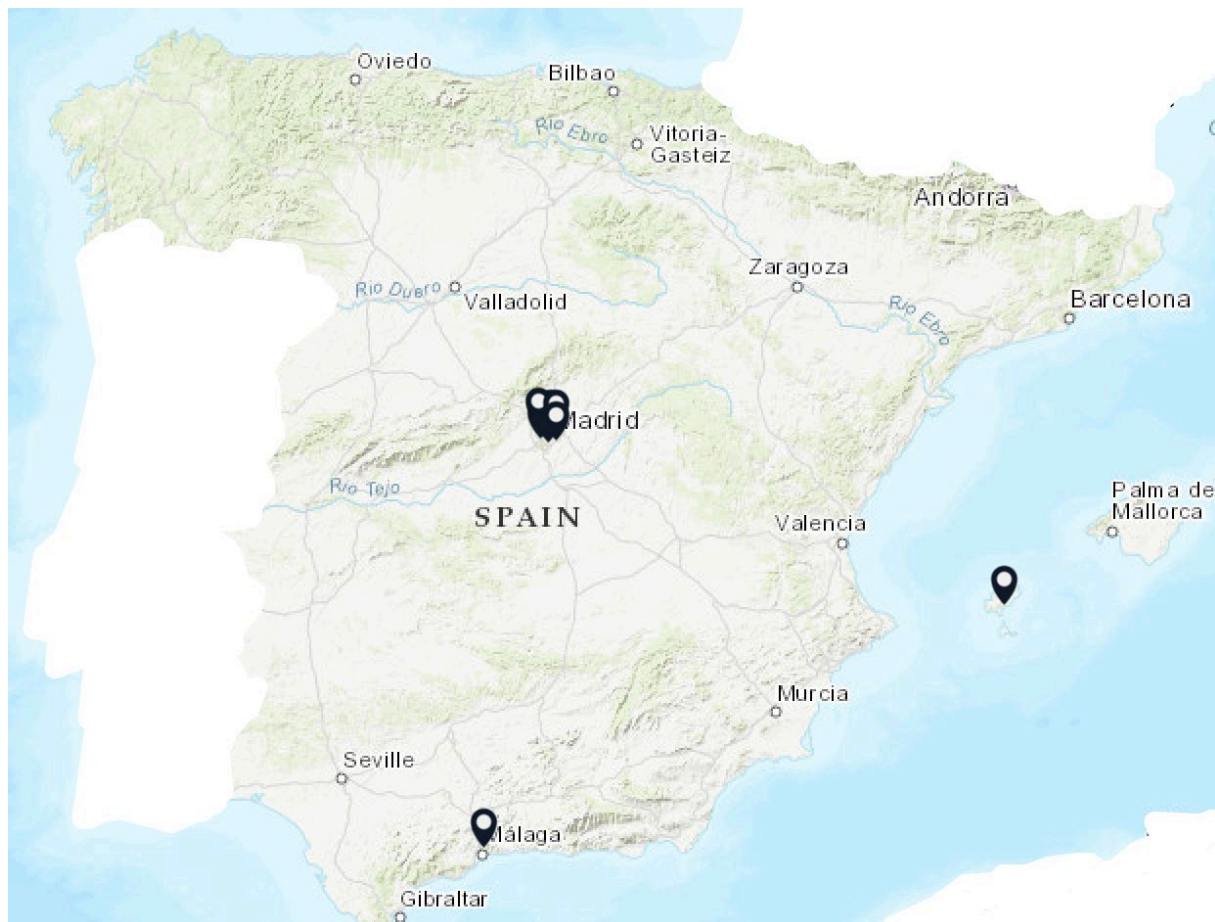 Oviedo
Bilbao
Rio Ebro
Vitoria-
Gasteiz
Andorra
Zaragoza
Rio Duero
Valladolid
Rio Ebro
Barcelona
Madrid
Rio Tejo
SPAIN
Palma de
Mallorca
Valencia
Murcia
Seville
Málaga
Gibraltar